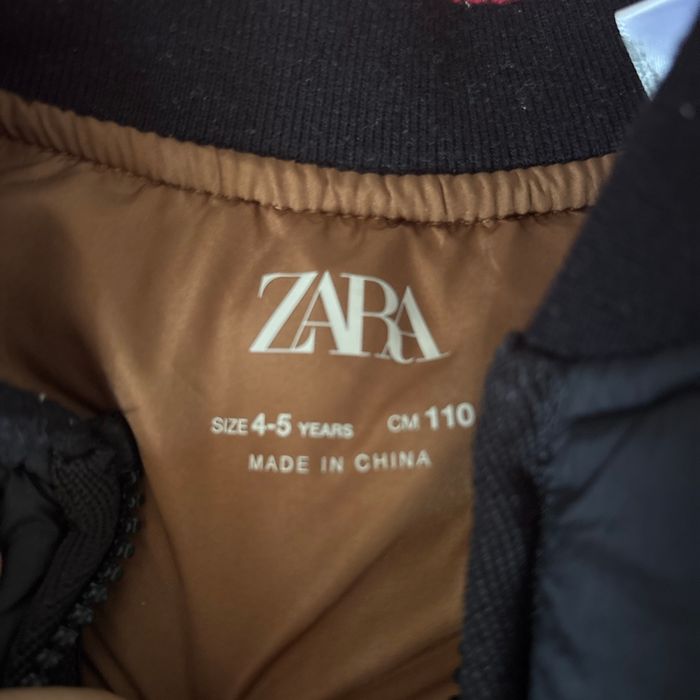 ZARA
SIZE 4-5 YEARS CM 110
MADE IN CHINA